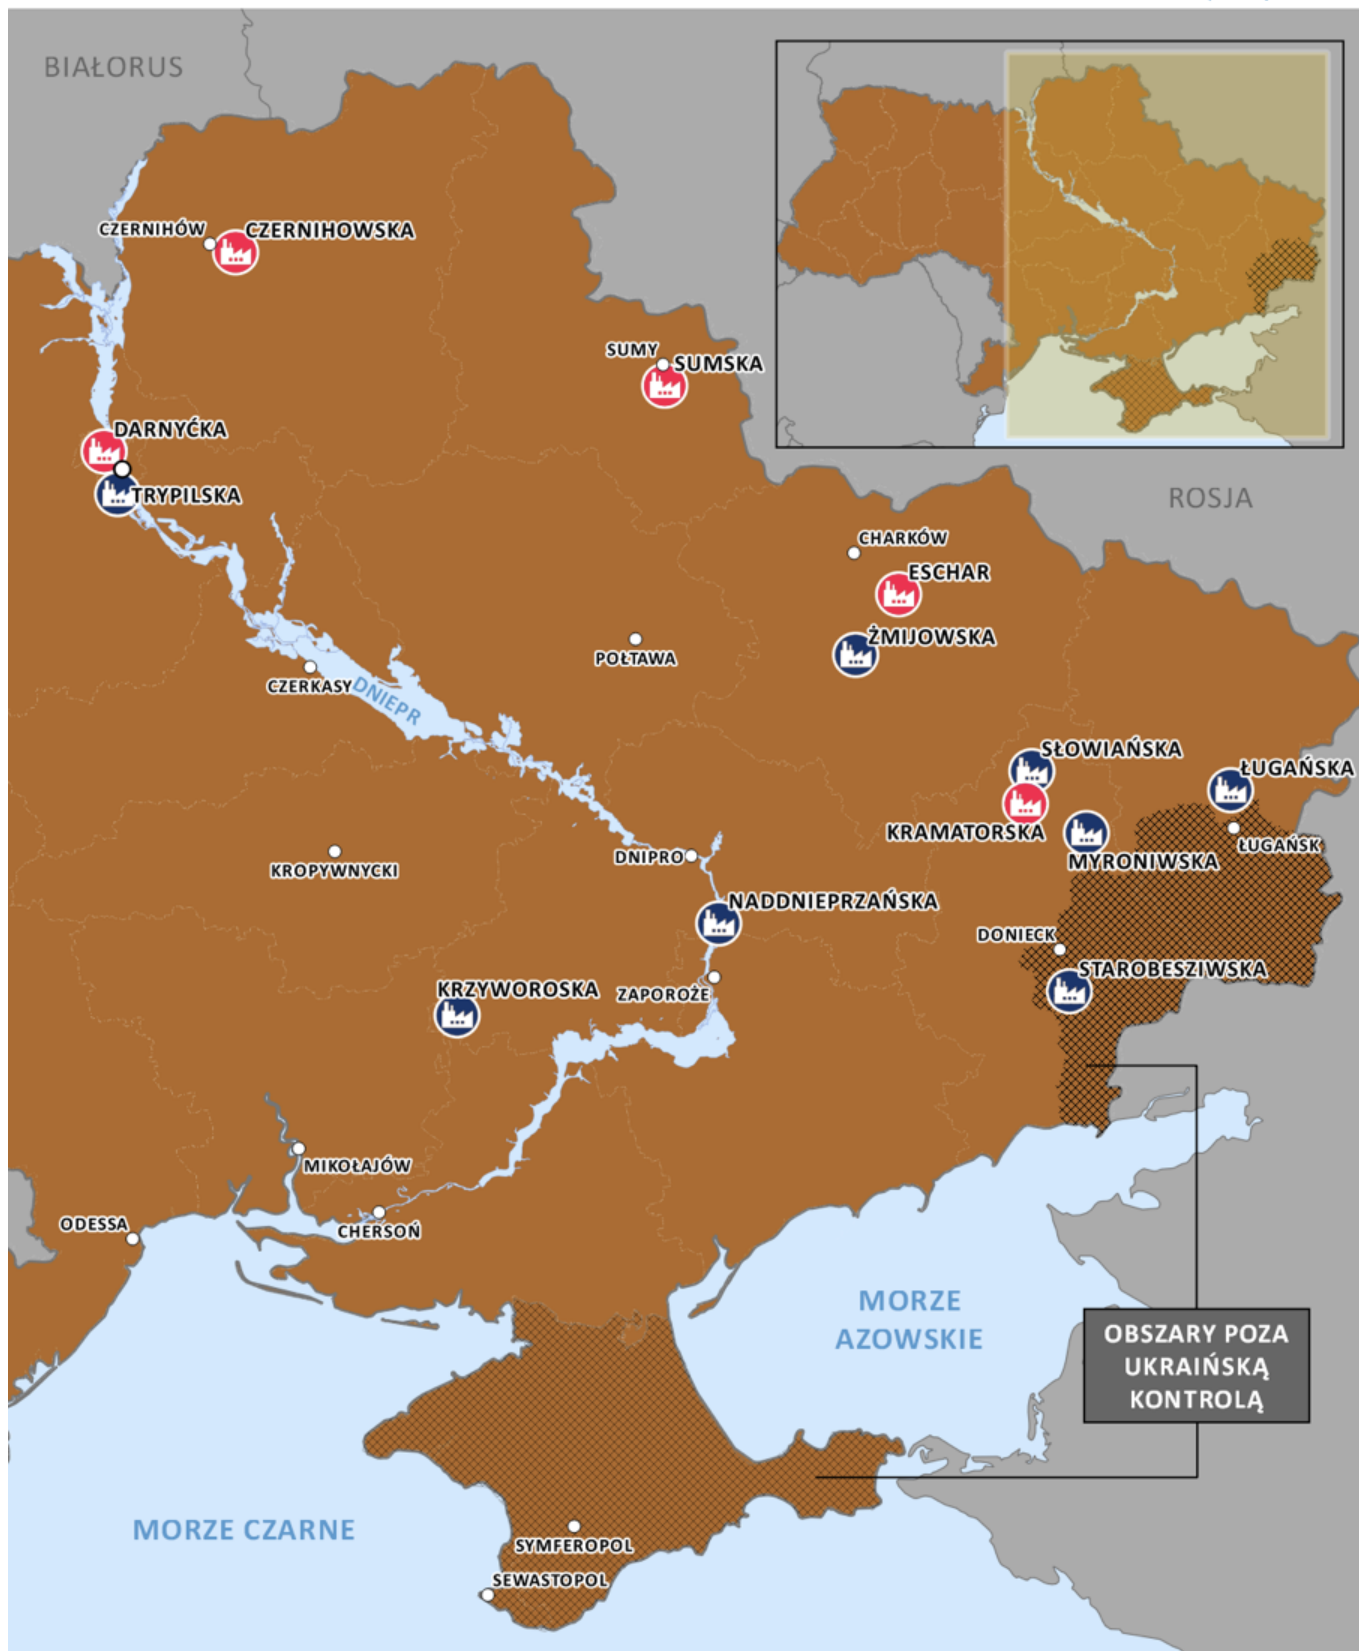 BIAŁORUS
CZERNIHÓW
CZERNIHOWSKA
SUMY
SUMSKA
DARNYĆKA
TRYPILSKA
ROSJA
CHARKÓW
ESCHAR
ŻMIJOWSKA
POŁTAWA
CZERKASY
DNIEPR
SŁOWIAŃSKA
ŁUGAŃSKA
KRAMATORSKA
ŁUGAŃSK
MYRONIWSKA
DNIPRO
KROPYWNYCKI
NADDNIEPRZAŃSKA
DONIECK
STAROBESZIWSKA
KRZYWOROSKA
ZAPOROŻE
MIKOŁAJÓW
ODESSA
CHERSOŃ
MORZE
AZOWSKIE
OBSZARY POZA
UKRAIŃSKĄ
KONTROLĄ
MORZE CZARNE
SYMFEROPOL
SEWASTOPOL